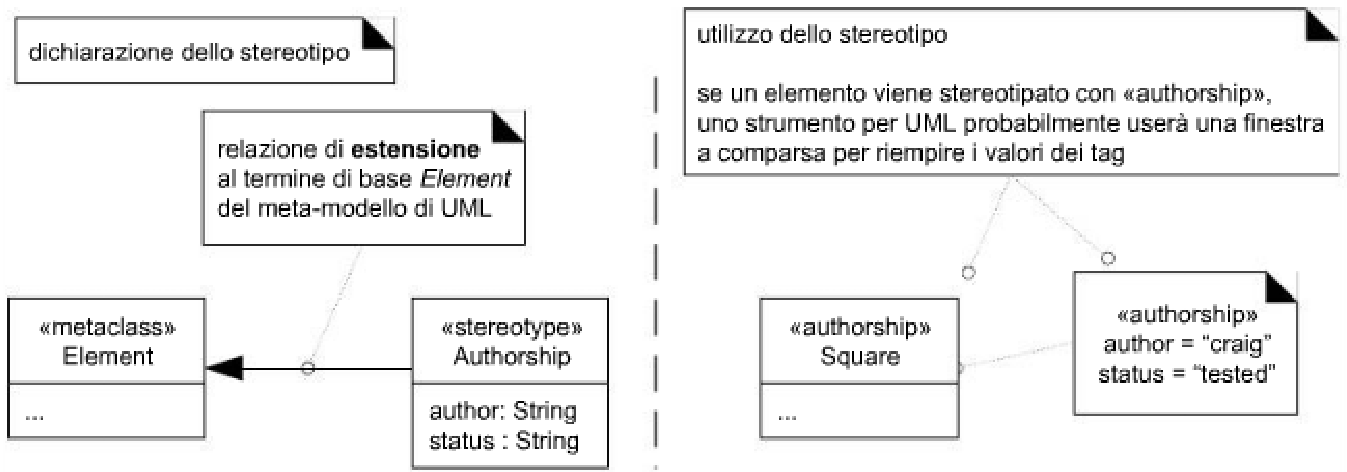 dichiarazione dello stereotipo
relazione di estensione
al termine di base Element
del meta-modello di UML
«metaclass»
Element
...
«stereotype»
Authorship
author: String
status : String
utilizzo dello stereotipo
se un elemento viene stereotipato con «authorship»,
uno strumento per UML probabilmente userà una finestra
a comparsa per riempire i valori dei tag
«authorship»
Square
...
«authorship»
author = “craig”
status = “tested”